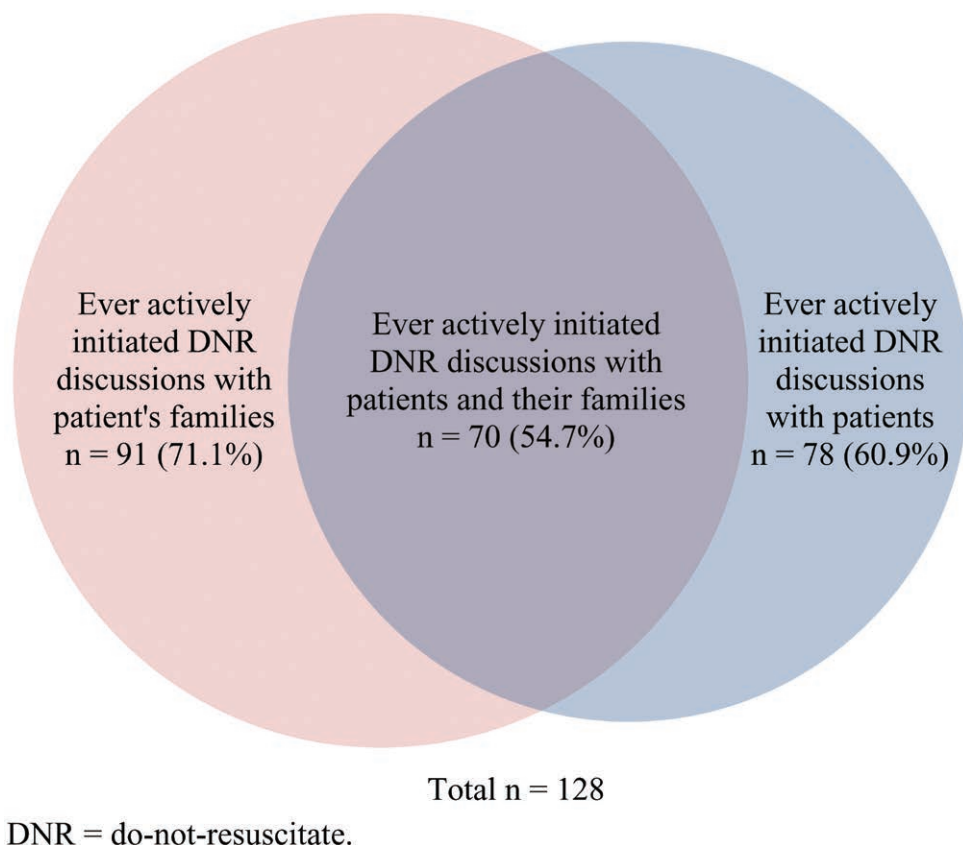 Ever actively
initiated DNR
discussions with
patient's families
n = 91 (71.1%)
Ever actively initiated
DNR discussions with
patients and their families
n = 70 (54.7%)
Ever actively
initiated DNR
discussions
with patients
n = 78 (60.9%)
Total n = 128
DNR = do-not-resuscitate.